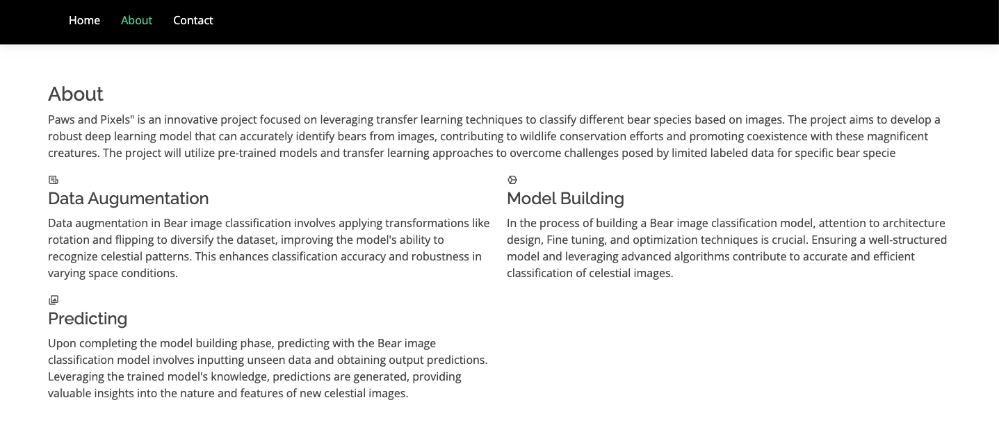 Home About Contact
About
Paws and Pixels" is an innovative project focused on leveraging transfer learning techniques to classify different bear species based on images. The project aims to develop a
robust deep learning model that can accurately identify bears from images, contributing to wildlife conservation efforts and promoting coexistence with these magnificent
creatures. The project will utilize pre-trained models and transfer learning approaches to overcome challenges posed by limited labeled data for specific bear specie
Data Augumentation
Data augmentation in Bear image classification involves applying transformations like
rotation and flipping to diversify the dataset, improving the model's ability to
recognize celestial patterns. This enhances classification accuracy and robustness in
varying space conditions.
Model Building
In the process of building a Bear image classification model, attention to architecture
design, Fine tuning, and optimization techniques is crucial. Ensuring a well-structured
model and leveraging advanced algorithms contribute to accurate and efficient
classification of celestial images.
Predicting
Upon completing the model building phase, predicting with the Bear image
classification model involves inputting unseen data and obtaining output predictions.
Leveraging the trained model's knowledge, predictions are generated, providing
valuable insights into the nature and features of new celestial images.